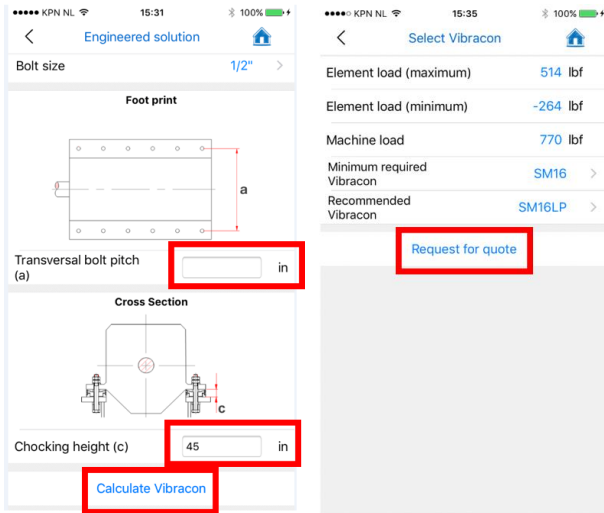 KPN NL 15:31 100%
Engineered solution
Bolt size 1/2"
Foot print
a
Transversal bolt pitch
(a) in
Cross Section
c
Chocking height (c) 45 in
Calculate Vibracon
KPN NL 15:35 100%
Select Vibracon
Element load (maximum) 514 lbf
Element load (minimum) -264 lbf
Machine load 770 lbf
Minimum required
Vibracon SM16
Recommended
Vibracon SM16LP
Request for quote